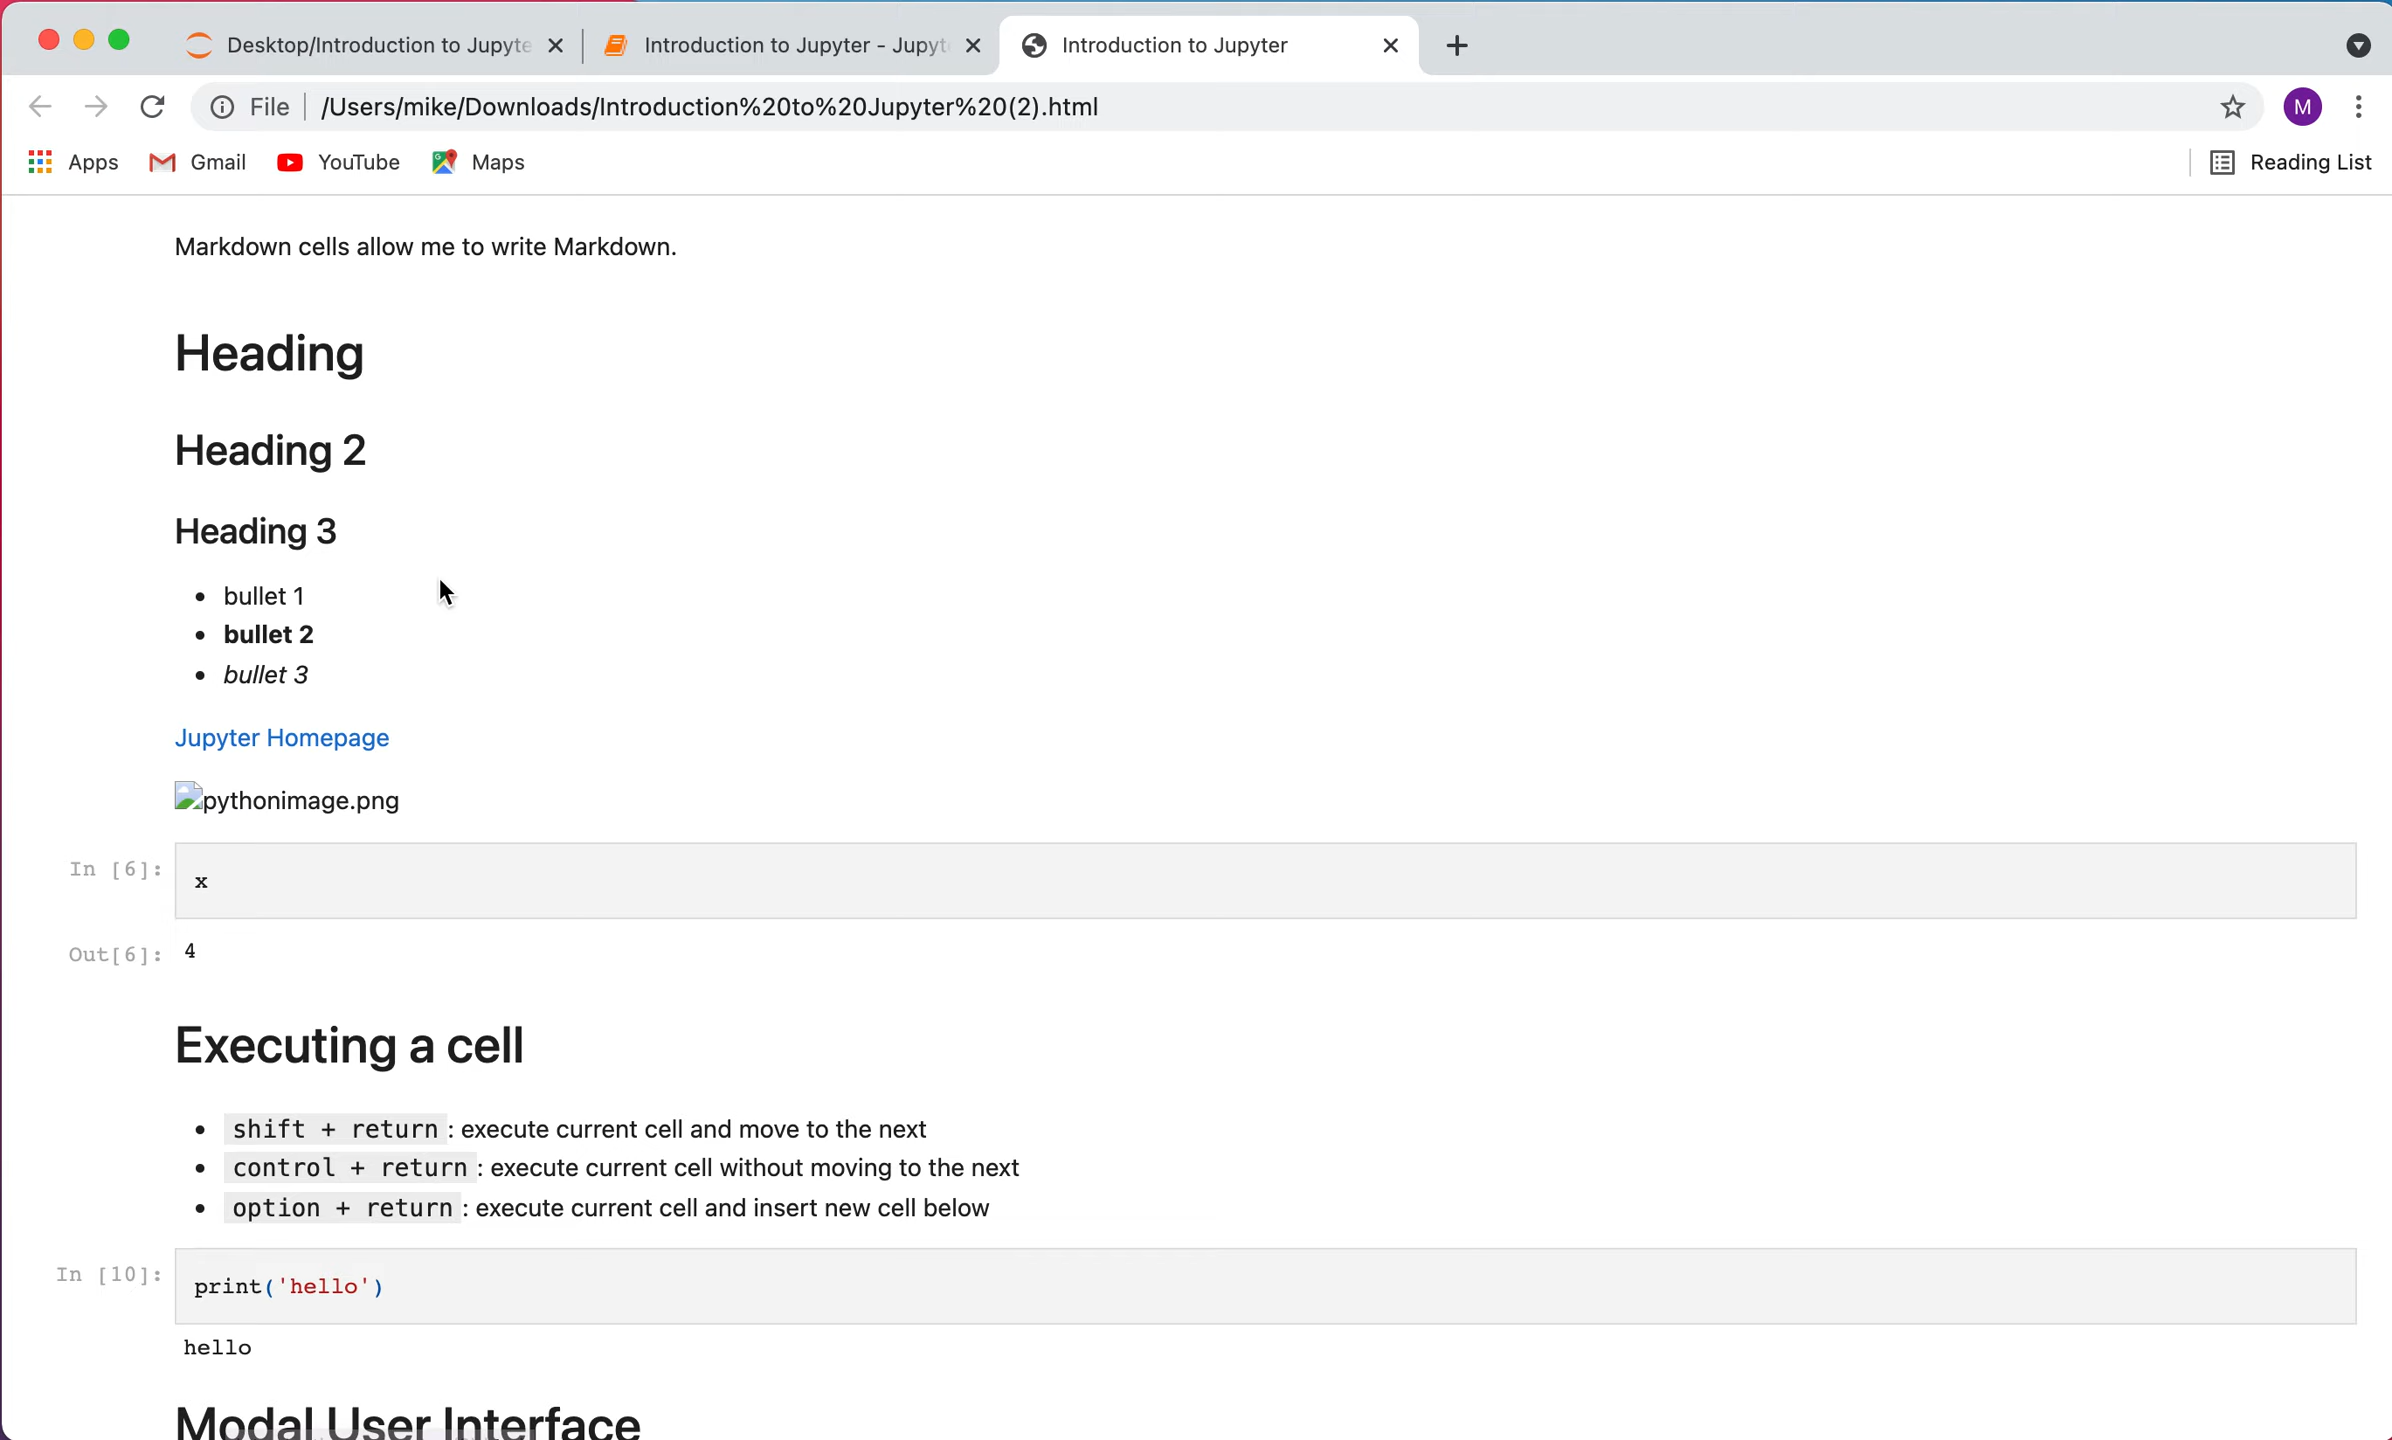 Desktop/Introduction to Jupyte
Introduction to Jupyter - Jupyt
Introduction to Jupyter
File
/Users/mike/Downloads/Introduction%20to%20Jupyter%20(2).html
M
Apps
Gmail
YouTube
Maps
Reading List
Markdown cells allow me to write Markdown.
Heading
Heading 2
Heading 3
bullet 1
bullet 2
bullet 3
Jupyter Homepage
pythonimage.png
In [6]: x
Out[6]: 4
Executing a cell
shift + return : execute current cell and move to the next
control + return : execute current cell without moving to the next
option + return : execute current cell and insert new cell below
In [10]: print('hello')
hello
Modal User Interface